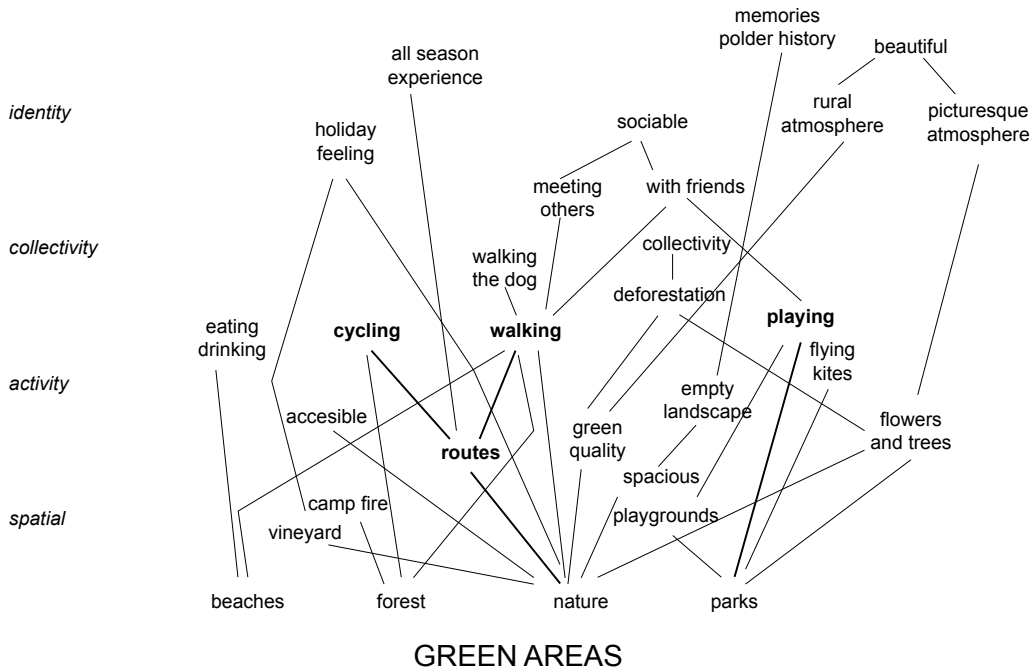 memories
polder history
beautiful
all season
experience
identity
rural
atmosphere
picturesque
atmosphere
holiday
feeling
sociable
meeting
others
with friends
collectivity
walking
the dog
collectivity
deforestation
eating
drinking
cycling
walking
playing
flying
kites
activity
empty
landscape
accesible
green
quality
flowers
and trees
routes
spacious
camp fire
playgrounds
spatial
vineyard
beaches
forest
nature
parks
GREEN AREAS